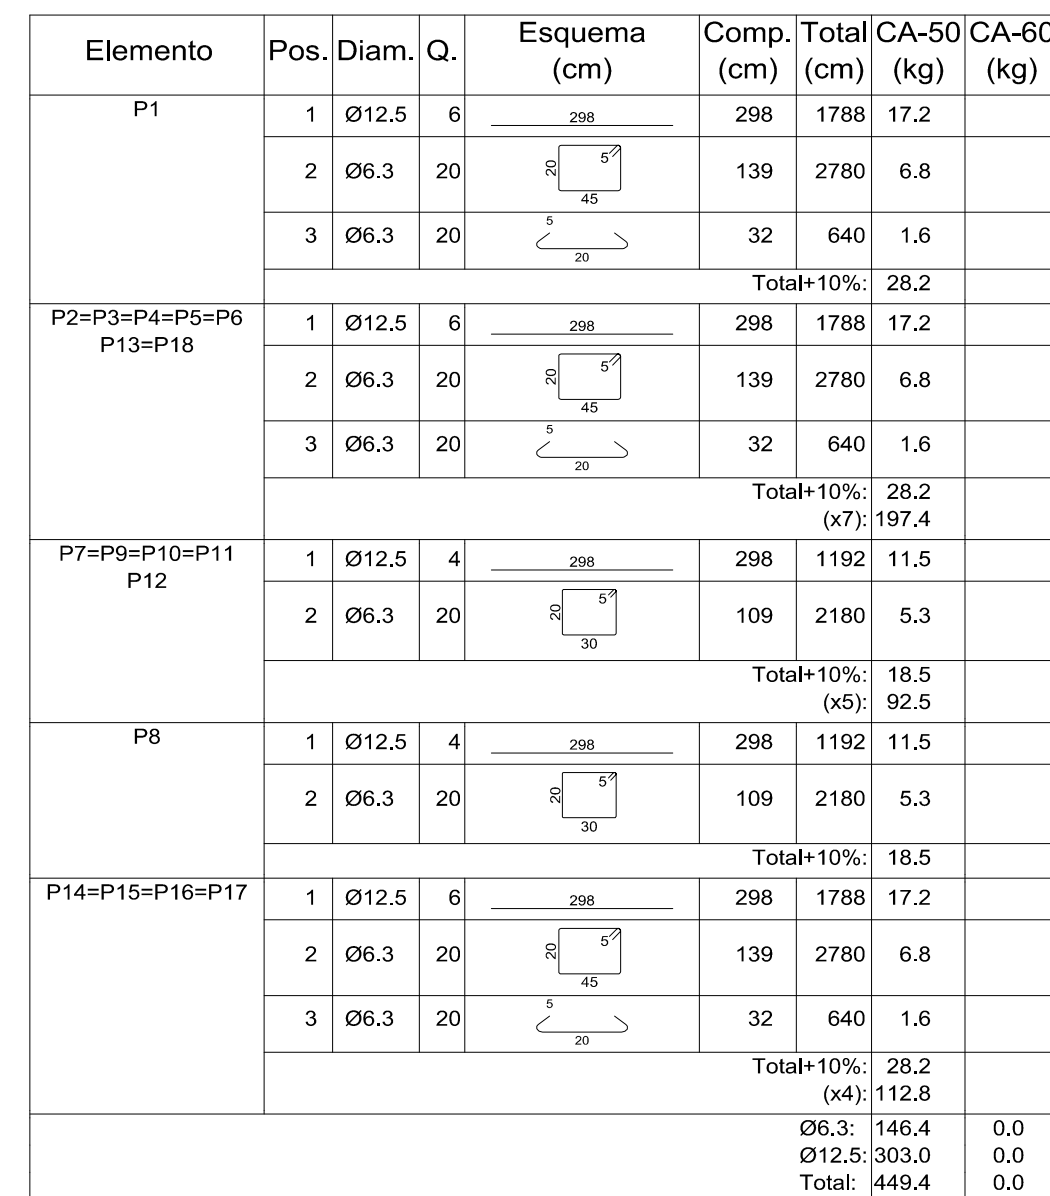 Elemento Pos. Diam. Q. Esquema (cm) Comp. (cm) Total (cm) CA-50 (kg) CA-60 (kg)
P1 1 Ø12.5 6 298 298 1788 17.2
2 Ø6.3 20 20 5 45 139 2780 6.8
3 Ø6.3 20 5 20 32 640 1.6
Total+10%: 28.2
P2=P3=P4=P5=P6 1 Ø12.5 6 298 298 1788 17.2
P13=P18
2 Ø6.3 20 20 5 45 139 2780 6.8
3 Ø6.3 20 5 20 32 640 1.6
Total+10%: 28.2
(x7): 197.4
P7=P9=P10=P11 1 Ø12.5 4 298 298 1192 11.5
P12
2 Ø6.3 20 20 5 30 109 2180 5.3
Total+10%: 18.5
(x5): 92.5
P8 1 Ø12.5 4 298 298 1192 11.5
2 Ø6.3 20 20 5 30 109 2180 5.3
Total+10%: 18.5
P14=P15=P16=P17 1 Ø12.5 6 298 298 1788 17.2
2 Ø6.3 20 20 5 45 139 2780 6.8
3 Ø6.3 20 5 20 32 640 1.6
Total+10%: 28.2
(x4): 112.8
Ø6.3: 146.4 0.0
Ø12.5: 303.0 0.0
Total: 449.4 0.0